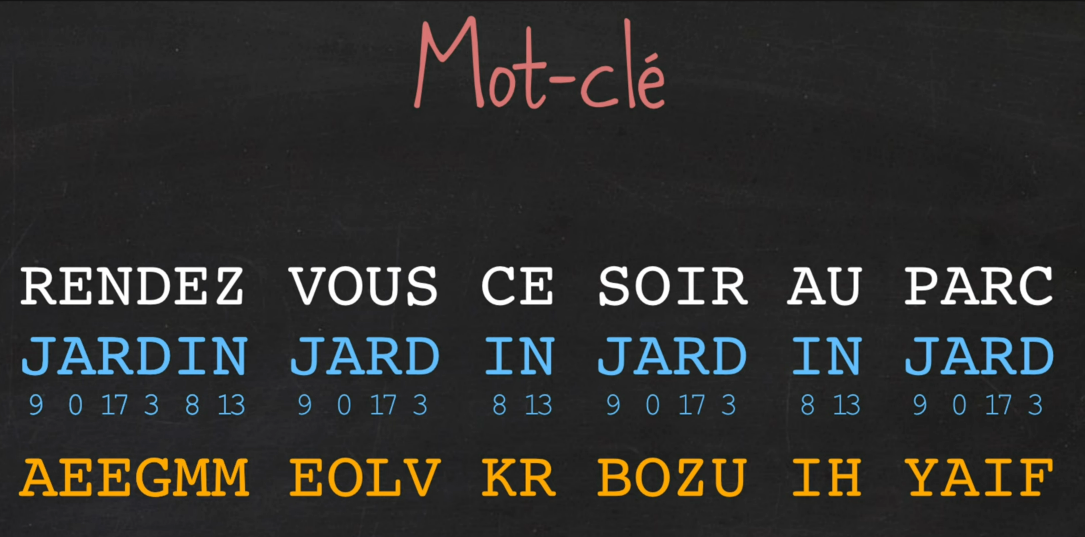 Mot-clé
RENDEZ VOUS CE SOIR AU PARC
JARDIN JARD IN JARD IN JARD
9 0 17 3 8 13 9 0 17 3 8 13 9 0 17 3 8 13 9 0 17 3
AEEGMM EOLV KR BOZU IH YAIF